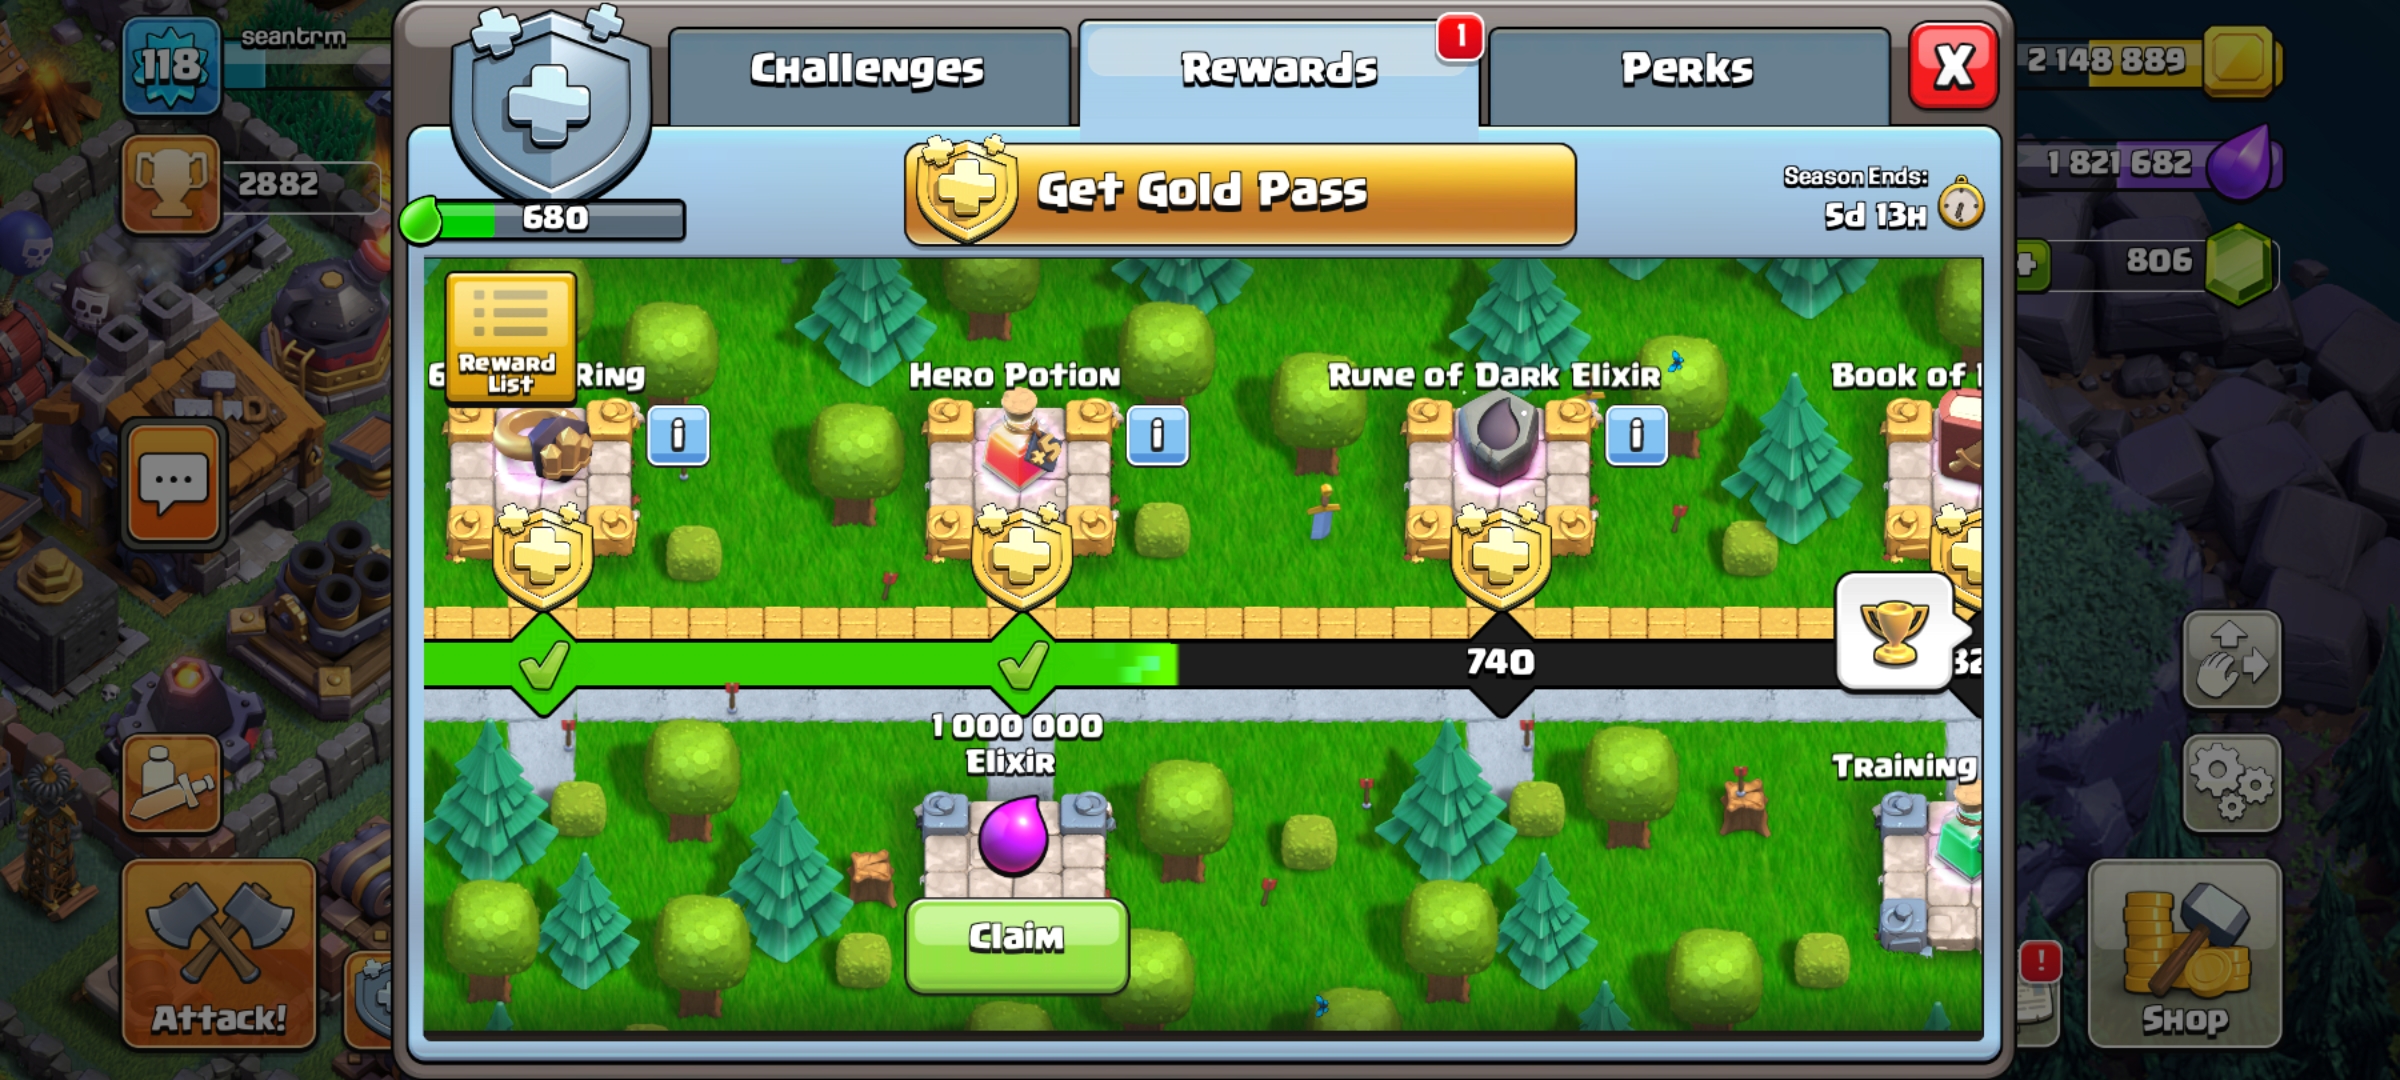 118
seantrm
2882
Challenges
Rewards
1
Perks
X
2 148 889
680
Get Gold Pass
Season Ends:
5d 13H
1 821 682
806
Reward
List
Ring
Hero Potion
Rune of Dark Elixir
Book of
i
i
i
740
1 000 000
Elixir
Training
Claim
Attack!
!
Shop